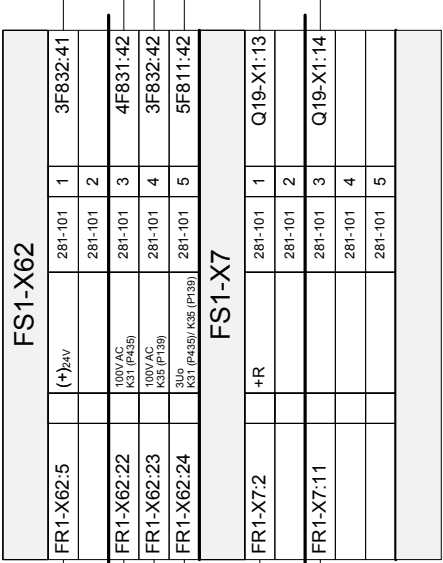 FS1-X62
FR1-X62:5 (+)24V 281-101 1 3F832:41
281-101 2
FR1-X62:22 100V AC 281-101 3 4F831:42
K31 (P435)
FR1-X62:23 100V AC 281-101 4 3F832:42
K35 (P139)
FR1-X62:24 3Uo 281-101 5 5F811:42
K31 (P435)/ K35 (P139)
FS1-X7
FR1-X7:2 +R 281-101 1 Q19-X1:13
281-101 2
FR1-X7:11 281-101 3 Q19-X1:14
281-101 4
281-101 5